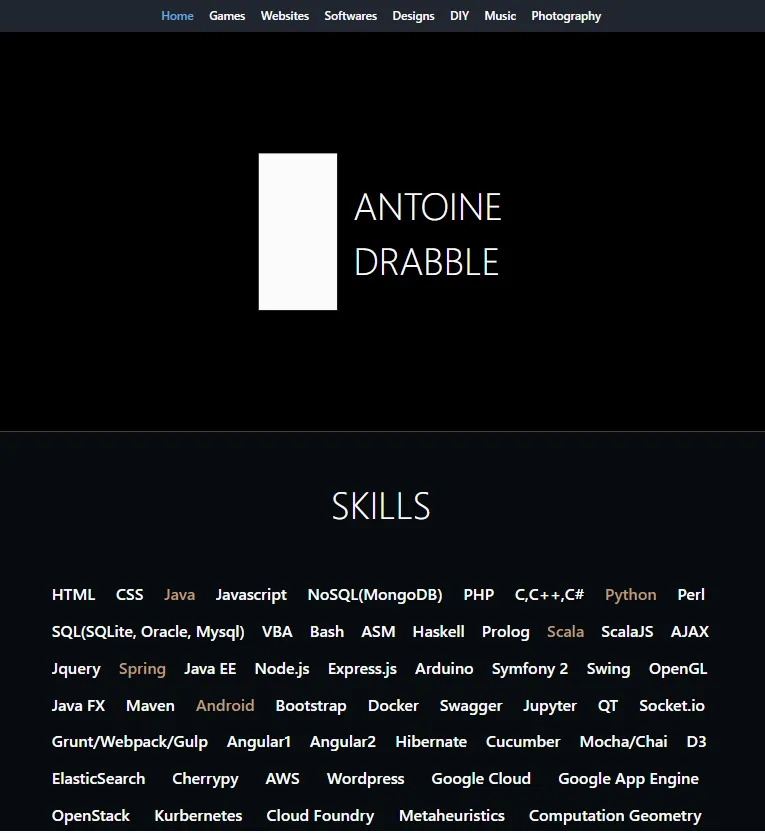 Home Games Websites Softwares Designs DIY Music Photography
ANTOINE
DRABBLE
SKILLS
HTML CSS Java Javascript NoSQL(MongoDB) PHP C,C++,C# Python Perl
SQL(SQLite, Oracle, Mysql) VBA Bash ASM Haskell Prolog Scala ScalaJS AJAX
Jquery Spring Java EE Node.js Express.js Arduino Symfony 2 Swing OpenGL
Java FX Maven Android Bootstrap Docker Swagger Jupyter QT Socket.io
Grunt/Webpack/Gulp Angular1 Angular2 Hibernate Cucumber Mocha/Chai D3
ElasticSearch Cherrypy AWS Wordpress Google Cloud Google App Engine
OpenStack Kurbernetes Cloud Foundry Metaheuristics Computation Geometry